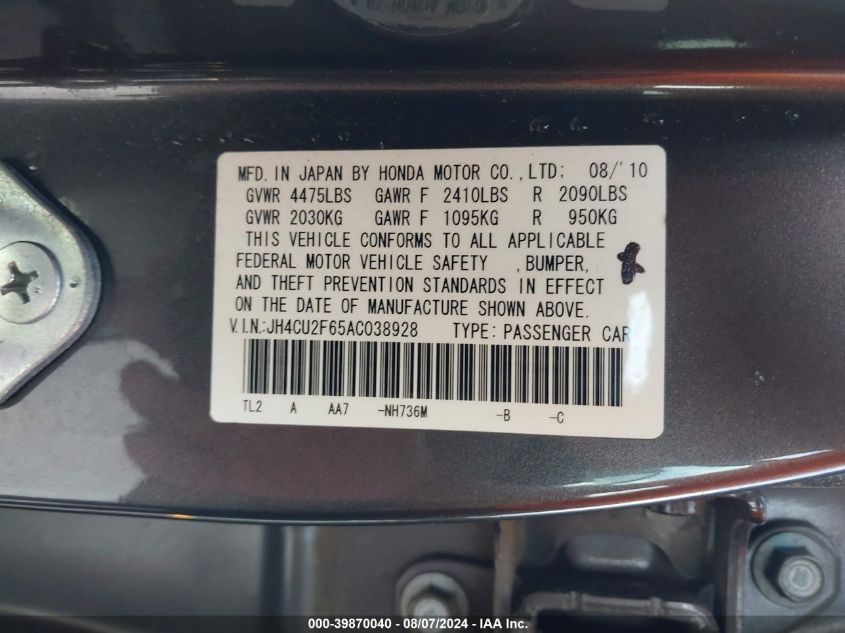 MFD. IN JAPAN BY HONDA MOTOR CO., LTD; 08/'10
GVWR 4475LBS GAWR F 2410LBS R 2090LBS
GVWR 2030KG GAWR F 1095KG R 950KG
THIS VEHICLE CONFORMS TO ALL APPLICABLE
FEDERAL MOTOR VEHICLE SAFETY , BUMPER,
AND THEFT PREVENTION STANDARDS IN EFFECT
ON THE DATE OF MANUFACTURE SHOWN ABOVE.
V.I.N.:JH4CU2F65AC038928 TYPE: PASSENGER CAR
TL2 A AA7 -NH736M -B -C
000-39870040 - 08/07/2024 - IAA Inc.